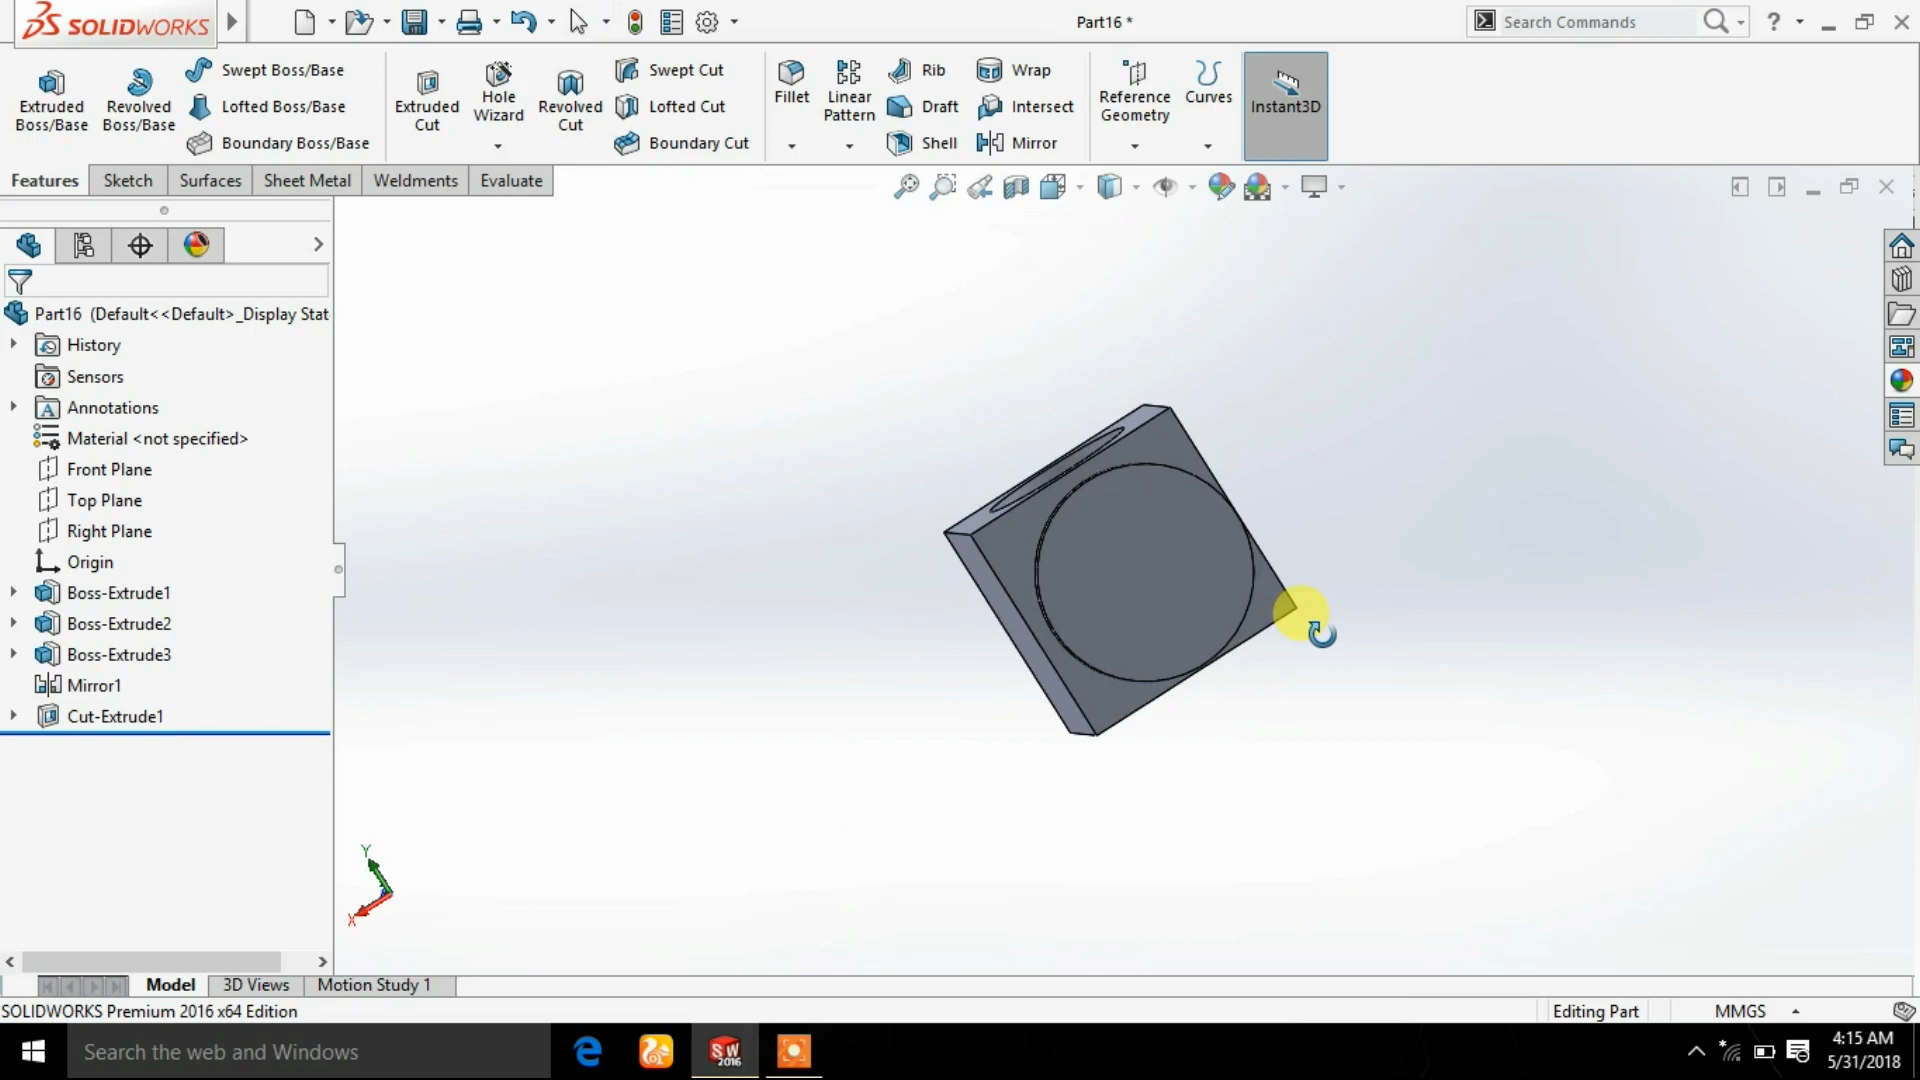 SOLIDWORKS
Part16 *
Search Commands
?
Extruded
Boss/Base
Revolved
Boss/Base
Swept Boss/Base
Lofted Boss/Base
Boundary Boss/Base
Extruded
Cut
Hole
Wizard
Revolved
Cut
Swept Cut
Lofted Cut
Boundary Cut
Fillet
Linear
Pattern
Rib
Draft
Shell
Wrap
Intersect
Mirror
Reference
Geometry
Curves
Instant3D
Features
Sketch
Surfaces
Sheet Metal
Weldments
Evaluate
Part16 (Default<<Default>_Display Stat
History
Sensors
Annotations
Material <not specified>
Front Plane
Top Plane
Right Plane
Origin
Boss-Extrude1
Boss-Extrude2
Boss-Extrude3
Mirror1
Cut-Extrude1
Y
X
Model
3D Views
Motion Study 1
SOLIDWORKS Premium 2016 x64 Edition
Editing Part
MMGS
Search the web and Windows
SW
2016
4:15 AM
5/31/2018